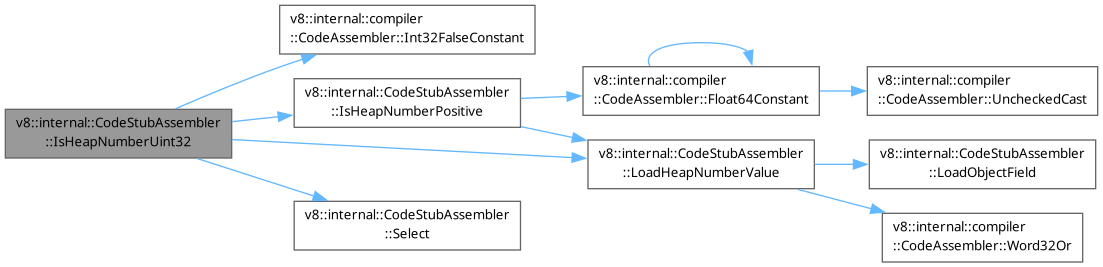 v8::internal::CodeStubAssembler
::IsHeapNumberUint32
v8::internal::compiler
::CodeAssembler::Int32FalseConstant
v8::internal::CodeStubAssembler
::IsHeapNumberPositive
v8::internal::CodeStubAssembler
::Select
v8::internal::compiler
::CodeAssembler::Float64Constant
v8::internal::CodeStubAssembler
::LoadHeapNumberValue
v8::internal::compiler
::CodeAssembler::UncheckedCast
v8::internal::CodeStubAssembler
::LoadObjectField
v8::internal::compiler
::CodeAssembler::Word32Or